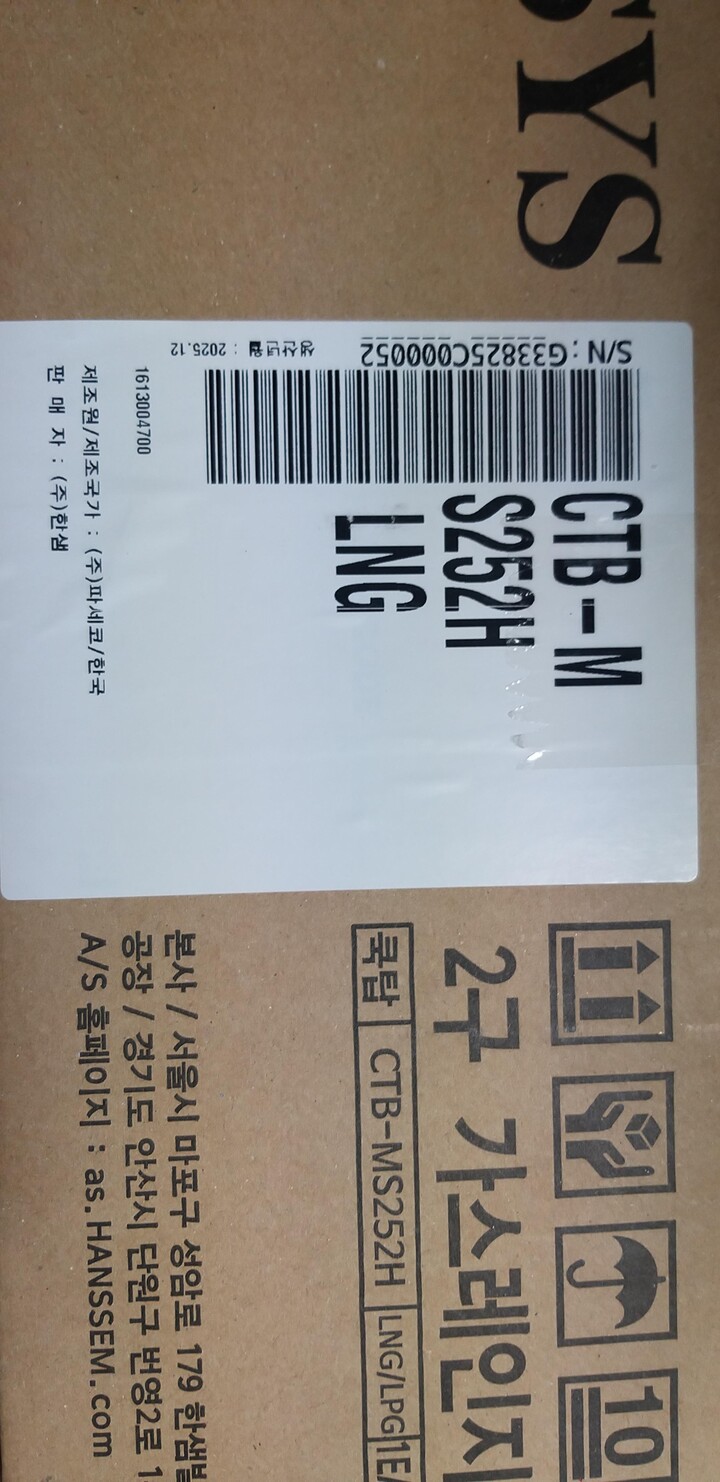 SYS
S/N : G33825C000052
생산년월 : 2025.12
CTB-M
S252H
LNG
1613004700
제조원/제조국가 : (주)파세코/한국
판 매 자 : (주)한샘
10
2구 가스레인지
쿡탑 CTB-MS252H LNG/LPG 1E/
본사 / 서울시 마포구 성암로 179 한샘빌
공장 / 경기도 안산시 단원구 번영2로 1
A/S 홈페이지 : as.HANSSEM.com